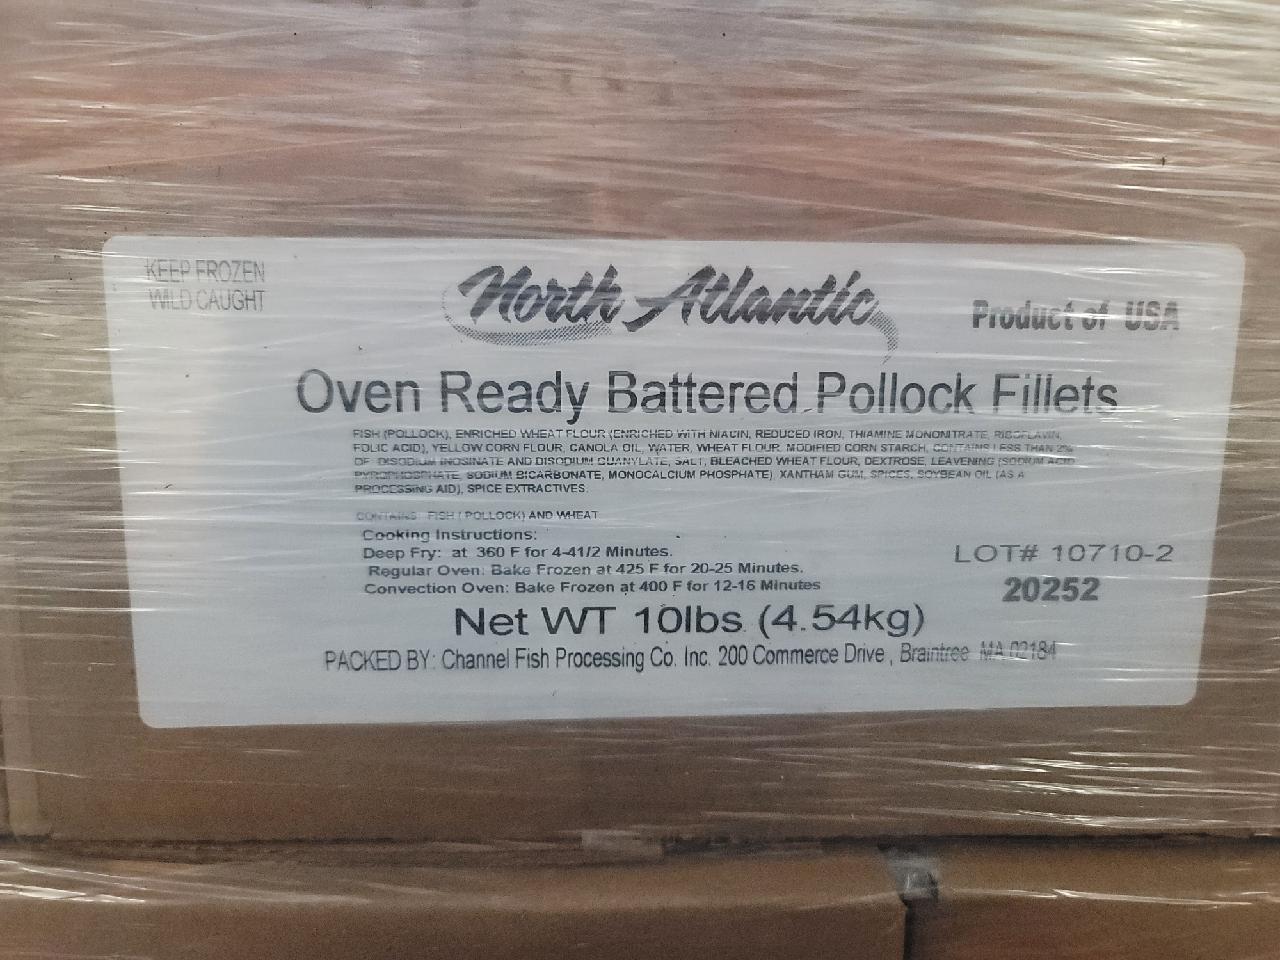 KEEP FROZEN
WILD CAUGHT
North Atlantic
Product of USA
Oven Ready Battered Pollock Fillets
FISH (POLLOCK), ENRICHED WHEAT FLOUR (ENRICHED WITH NIACIN, REDUCED IRON, THIAMINE MONONITRATE, RIBOFLAVIN,
FOLIC ACID), YELLOW CORN FLOUR, CANOLA OIL, WATER, WHEAT FLOUR, MODIFIED CORN STARCH, CONTAINS LESS THAN 2%
OF DISODIUM INOSINATE AND DISODIUM GUANYLATE, SALT, BLEACHED WHEAT FLOUR, DEXTROSE, LEAVENING (SODIUM ACID
PYROPHOSPHATE, SODIUM BICARBONATE, MONOCALCIUM PHOSPHATE), XANTHAM GUM, SPICES, SOYBEAN OIL (AS A
PROCESSING AID), SPICE EXTRACTIVES.
CONTAINS: FISH (POLLOCK) AND WHEAT
Cooking Instructions:
Deep Fry: at 360 F for 4-41/2 Minutes.
Regular Oven: Bake Frozen at 425 F for 20-25 Minutes.
Convection Oven: Bake Frozen at 400 F for 12-16 Minutes
LOT# 10710-2
20252
Net WT 10lbs (4.54kg)
PACKED BY: Channel Fish Processing Co. Inc. 200 Commerce Drive, Braintree MA 02184